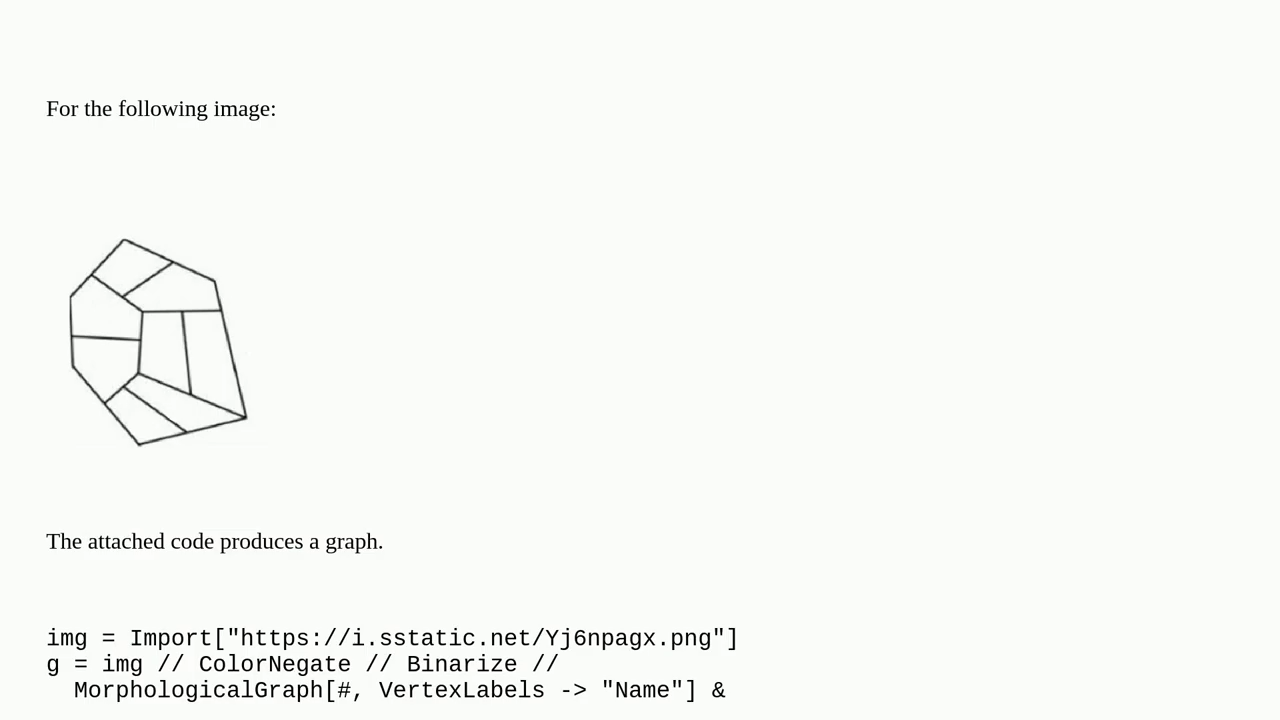 For the following image:
The attached code produces a graph.
img = Import["https://i.sstatic.net/Yj6npagx.png"]
g = img // ColorNegate // Binarize //
  MorphologicalGraph[#, VertexLabels -> "Name"] &